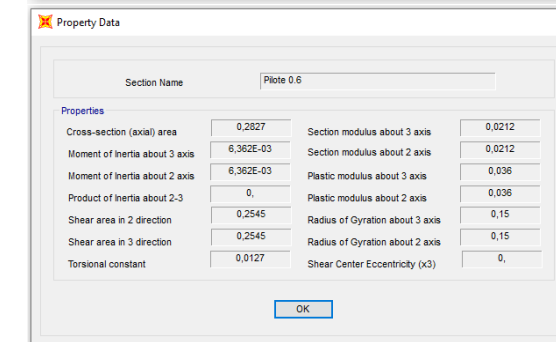 Property Data
Section Name Pilote 0.6
Properties
Cross-section (axial) area 0,2827 Section modulus about 3 axis 0,0212
Moment of Inertia about 3 axis 6,362E-03 Section modulus about 2 axis 0,0212
Moment of Inertia about 2 axis 6,362E-03 Plastic modulus about 3 axis 0,036
Product of Inertia about 2-3 0, Plastic modulus about 2 axis 0,036
Shear area in 2 direction 0,2545 Radius of Gyration about 3 axis 0,15
Shear area in 3 direction 0,2545 Radius of Gyration about 2 axis 0,15
Torsional constant 0,0127 Shear Center Eccentricity (x3) 0,
OK